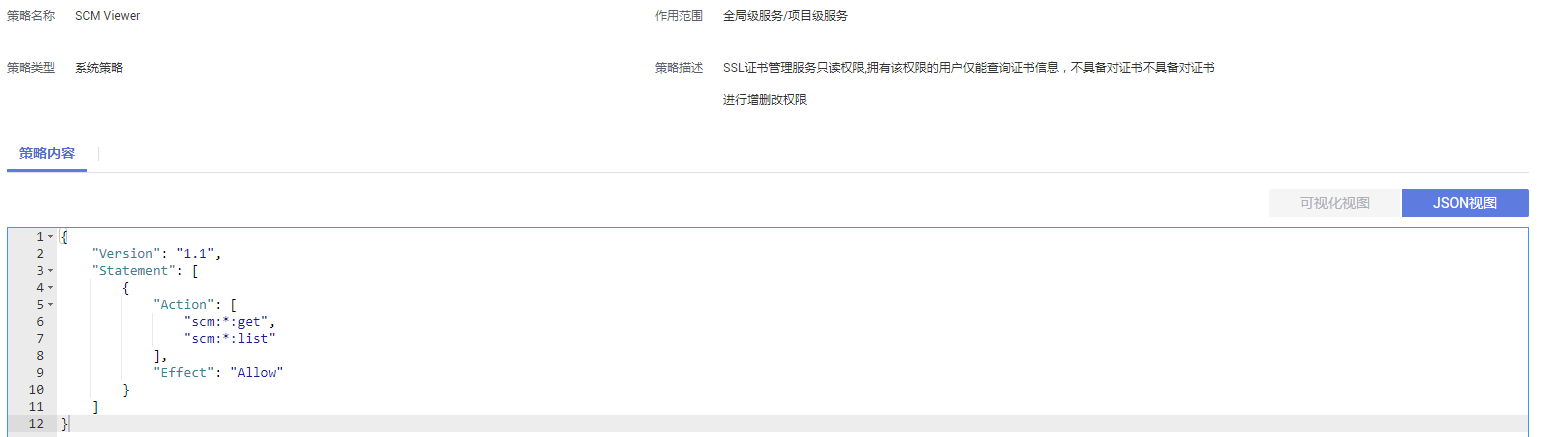 策略名称 SCM Viewer 作用范围 全局级服务/项目级服务
策略类型 系统策略 策略描述 SSL证书管理服务只读权限,拥有该权限的用户仅能查询证书信息，不具备对证书不具备对证书
进行增删改权限
策略内容
可视化视图 JSON视图
1 {
2 "Version": "1.1",
3 "Statement": [
4 {
5 "Action": [
6 "scm:*:get",
7 "scm:*:list"
8 ],
9 "Effect": "Allow"
10 }
11 ]
12 }